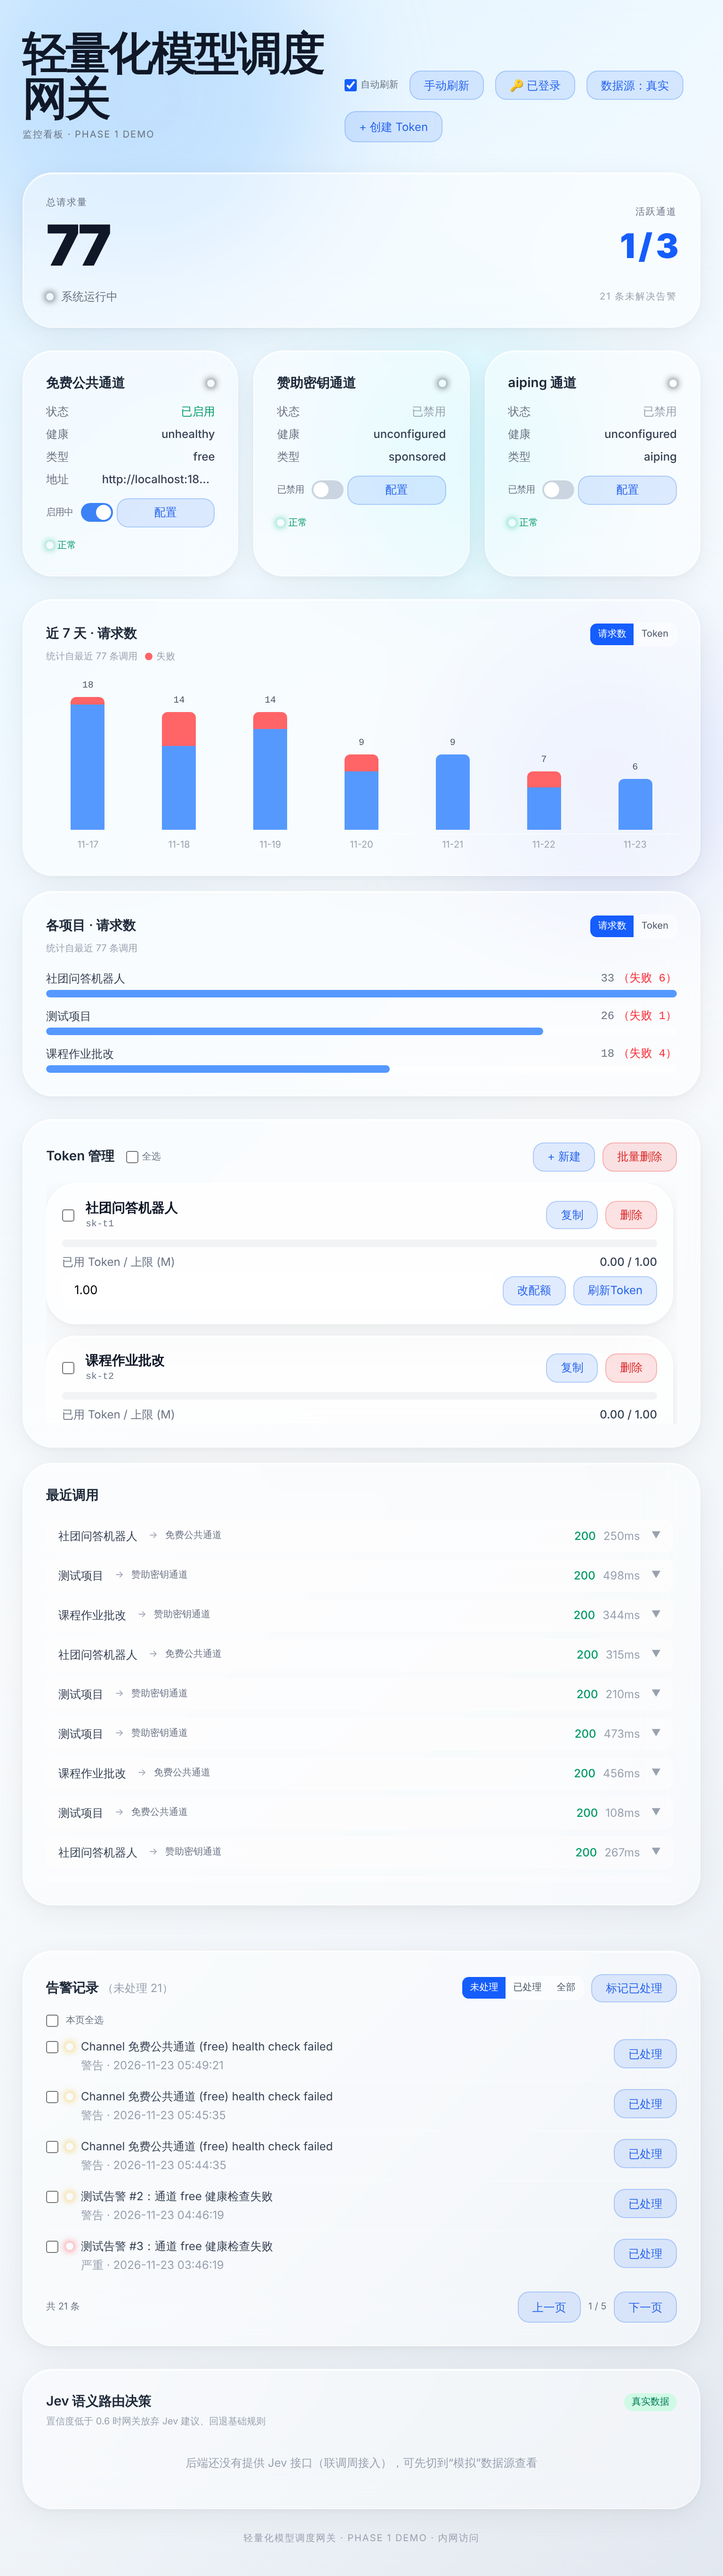 轻量化模型调度
网关
监控看板 · PHASE 1 DEMO
自动刷新 手动刷新 🔑 已登录 数据源：真实
+ 创建 Token
总请求量
77
系统运行中
活跃通道
1/3
21 条未解决告警
免费公共通道
状态 已启用
健康 unhealthy
类型 free
地址 http://localhost:18...
启用中 配置
正常
赞助密钥通道
状态 已禁用
健康 unconfigured
类型 sponsored
已禁用 配置
正常
aiping 通道
状态 已禁用
健康 unconfigured
类型 aiping
已禁用 配置
正常
近 7 天 · 请求数 请求数 Token
统计自最近 77 条调用 失败
18 14 14 9 9 7 6
11-17 11-18 11-19 11-20 11-21 11-22 11-23
各项目 · 请求数 请求数 Token
统计自最近 77 条调用
社团问答机器人 33 （失败 6）
测试项目 26 （失败 1）
课程作业批改 18 （失败 4）
Token 管理 全选 + 新建 批量删除
社团问答机器人 复制 删除
sk-t1
已用 Token / 上限 (M) 0.00 / 1.00
1.00 改配额 刷新Token
课程作业批改 复制 删除
sk-t2
已用 Token / 上限 (M) 0.00 / 1.00
最近调用
社团问答机器人 → 免费公共通道 200 250ms ▼
测试项目 → 赞助密钥通道 200 498ms ▼
课程作业批改 → 赞助密钥通道 200 344ms ▼
社团问答机器人 → 免费公共通道 200 315ms ▼
测试项目 → 赞助密钥通道 200 210ms ▼
测试项目 → 赞助密钥通道 200 473ms ▼
课程作业批改 → 免费公共通道 200 456ms ▼
测试项目 → 免费公共通道 200 108ms ▼
社团问答机器人 → 赞助密钥通道 200 267ms ▼
告警记录 （未处理 21） 未处理 已处理 全部 标记已处理
本页全选
Channel 免费公共通道 (free) health check failed 已处理
警告 · 2026-11-23 05:49:21
Channel 免费公共通道 (free) health check failed 已处理
警告 · 2026-11-23 05:45:35
Channel 免费公共通道 (free) health check failed 已处理
警告 · 2026-11-23 05:44:35
测试告警 #2：通道 free 健康检查失败 已处理
警告 · 2026-11-23 04:46:19
测试告警 #3：通道 free 健康检查失败 已处理
严重 · 2026-11-23 03:46:19
共 21 条 上一页 1 / 5 下一页
Jev 语义路由决策 真实数据
置信度低于 0.6 时网关放弃 Jev 建议、回退基础规则
后端还没有提供 Jev 接口（联调周接入），可先切到“模拟”数据源查看
轻量化模型调度网关 · PHASE 1 DEMO · 内网访问